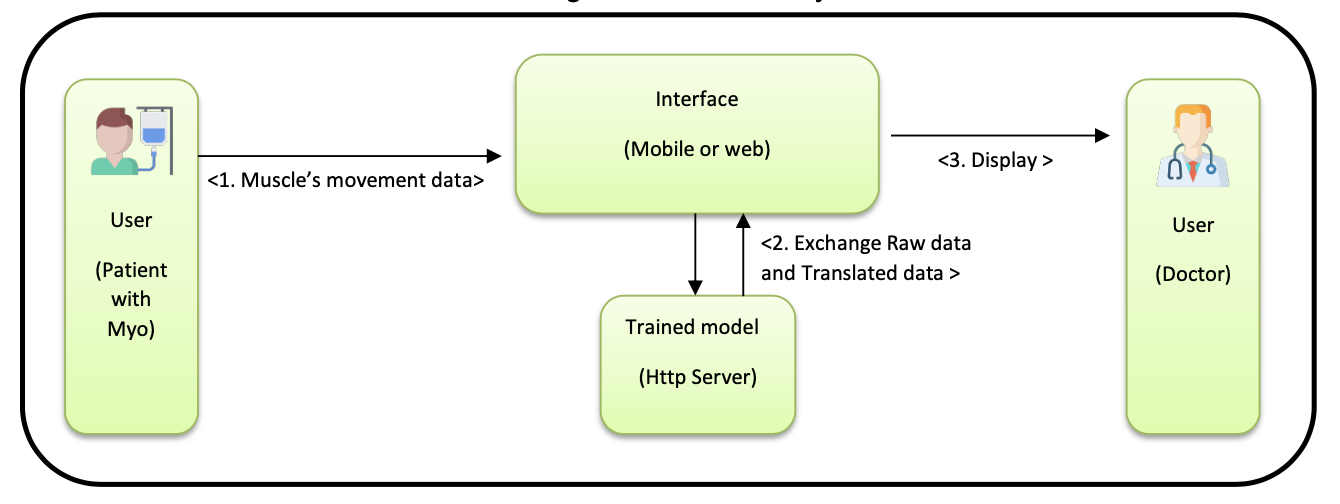 User
(Patient
with
Myo)
<1. Muscle's movement data>
Interface
(Mobile or web)
<2. Exchange Raw data
and Translated data >
Trained model
(Http Server)
<3. Display >
User
(Doctor)